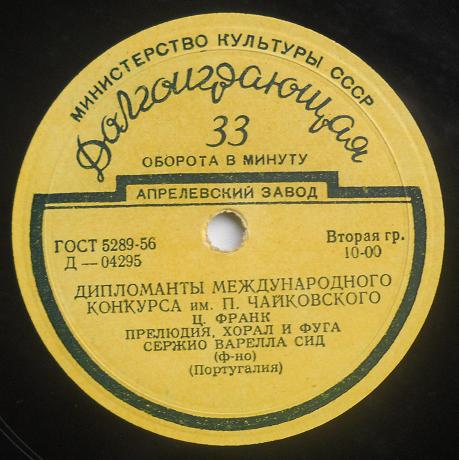 МИНИСТЕРСТВО КУЛЬТУРЫ СССР
Долгоиграющая
33
ОБОРОТА В МИНУТУ
АПРЕЛЕВСКИЙ ЗАВОД
ГОСТ 5289-56
Д — 04295
Вторая гр.
10-00
ДИПЛОМАНТЫ МЕЖДУНАРОДНОГО
КОНКУРСА им. П. ЧАЙКОВСКОГО
Ц. ФРАНК
ПРЕЛЮДИЯ, ХОРАЛ И ФУГА
СЕРЖИО ВАРЕЛЛА СИД
(ф-но)
(Португалия)